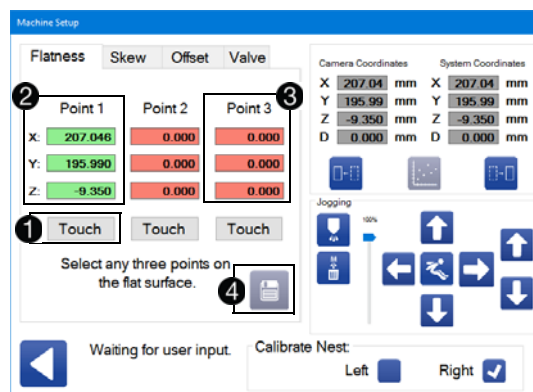 Machine Setup
Flatness Skew Offset Valve
2 3
Point 1 Point 2 Point 3
X: 207.046 0.000 0.000
Y: 195.990 0.000 0.000
Z: -9.350 0.000 0.000
1 Touch Touch Touch
Select any three points on
the flat surface.
4
Waiting for user input.
Camera Coordinates System Coordinates
X 207.04 mm X 207.04 mm
Y 195.99 mm Y 195.99 mm
Z -9.350 mm Z -9.350 mm
D 0.000 mm D 0.000 mm
Jogging
100%
Calibrate Nest:
Left Right